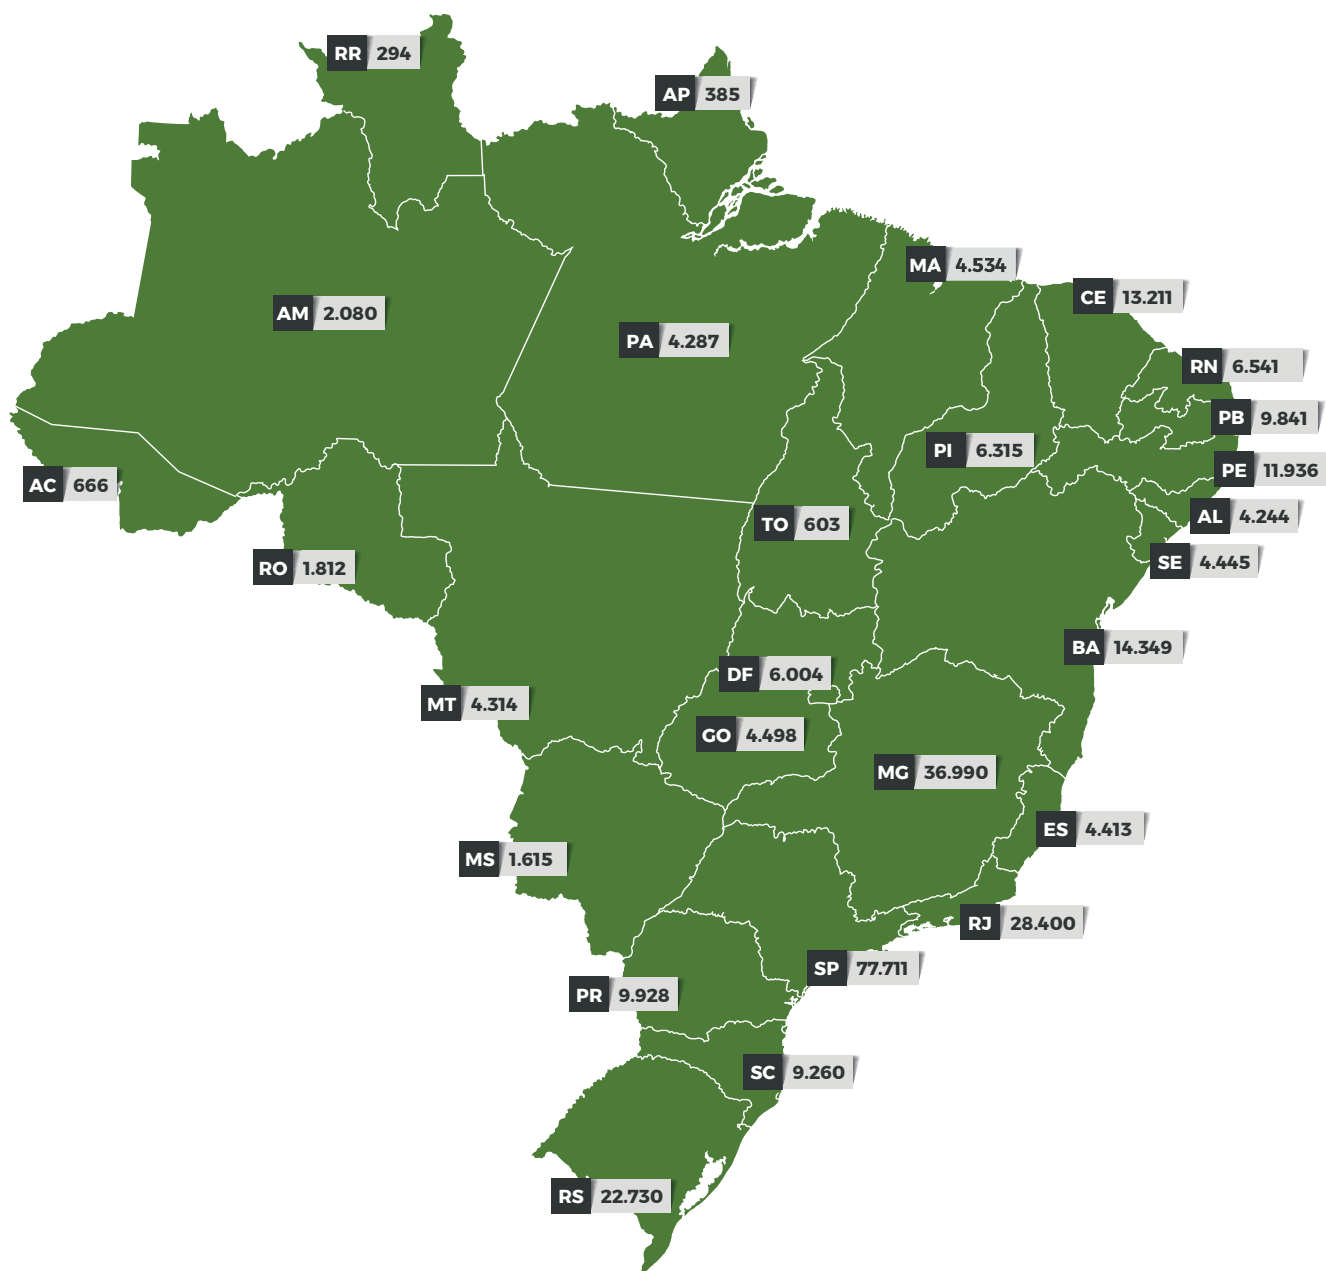 RR 294
AP 385
MA 4.534
CE 13.211
AM 2.080
PA 4.287
RN 6.541
PB 9.841
PI 6.315
PE 11.936
AC 666
AL 4.244
TO 603
SE 4.445
RO 1.812
BA 14.349
DF 6.004
MT 4.314
GO 4.498
MG 36.990
ES 4.413
MS 1.615
RJ 28.400
SP 77.711
PR 9.928
SC 9.260
RS 22.730